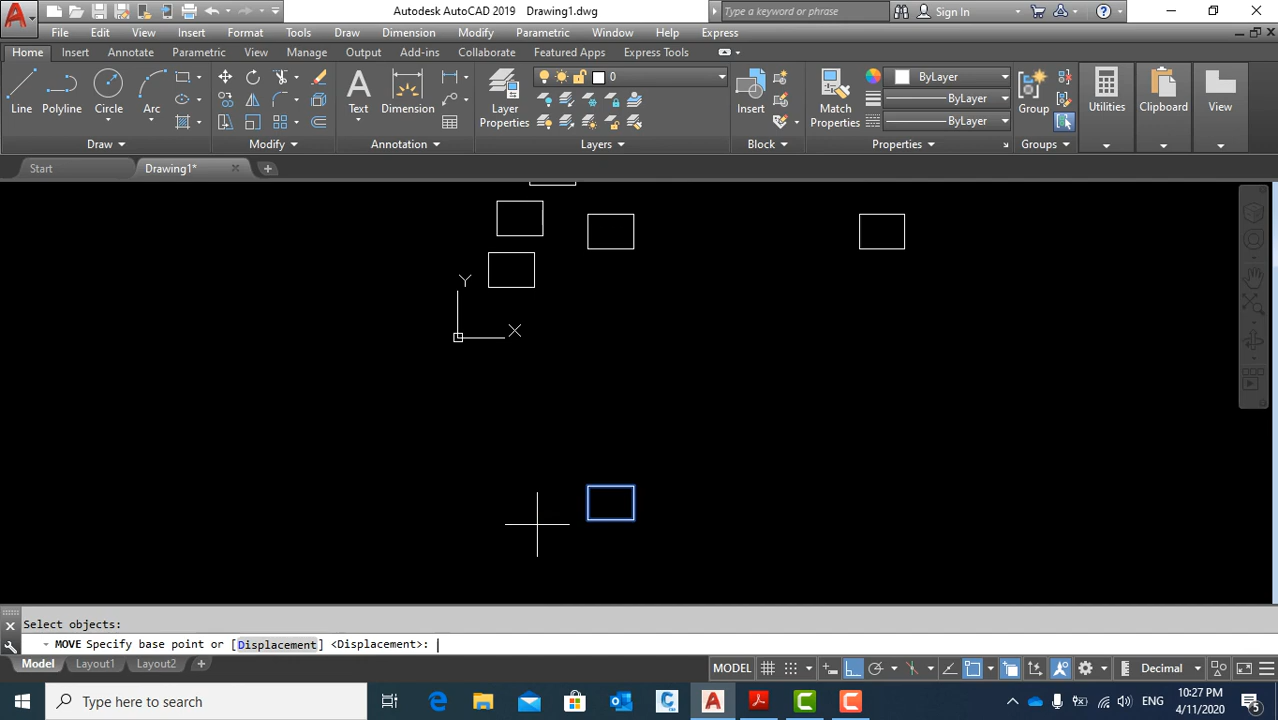 Autodesk AutoCAD 2019 Drawing1.dwg
Type a keyword or phrase
Sign In
File Edit View Insert Format Tools Draw Dimension Modify Parametric Window Help Express
Home Insert Annotate Parametric View Manage Output Add-ins Collaborate Featured Apps Express Tools
Line Polyline Circle Arc
Text Dimension
Layer Properties
0
Insert
Match Properties
ByLayer
ByLayer
ByLayer
Group
Utilities
Clipboard
View
Draw Modify Annotation Layers Block Properties Groups
Start Drawing1*
Y
X
Select objects:
MOVE Specify base point or [Displacement] <Displacement>:
Model Layout1 Layout2
MODEL
Decimal
Type here to search
ENG
10:27 PM
4/11/2020
5